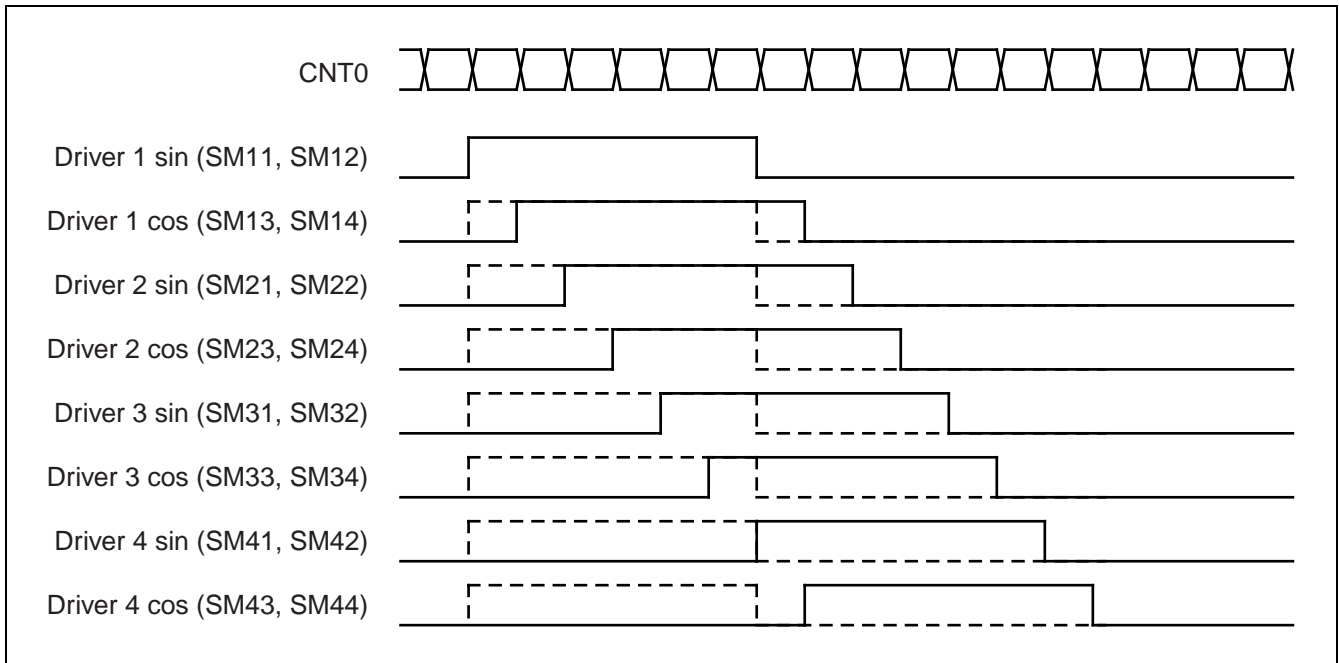 CNT0
Driver 1 sin (SM11, SM12)
Driver 1 cos (SM13, SM14)
Driver 2 sin (SM21, SM22)
Driver 2 cos (SM23, SM24)
Driver 3 sin (SM31, SM32)
Driver 3 cos (SM33, SM34)
Driver 4 sin (SM41, SM42)
Driver 4 cos (SM43, SM44)